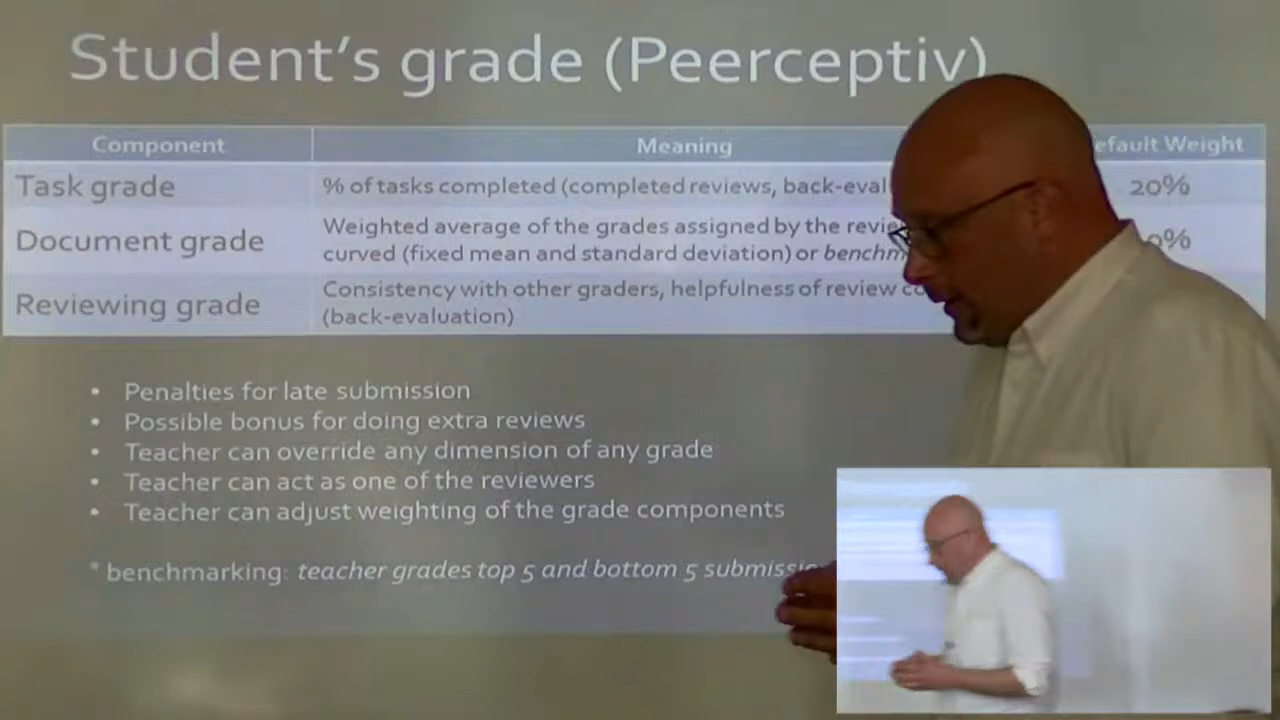 Student's grade (Peerceptiv)
Component Meaning efault Weight
Task grade % of tasks completed (completed reviews, back-eval 20%
Document grade Weighted average of the grades assigned by the revie
curved (fixed mean and standard deviation) or benchm 0%
Reviewing grade Consistency with other graders, helpfulness of review co
(back-evaluation)
• Penalties for late submission
• Possible bonus for doing extra reviews
• Teacher can override any dimension of any grade
• Teacher can act as one of the reviewers
• Teacher can adjust weighting of the grade components
* benchmarking: teacher grades top 5 and bottom 5 submissio